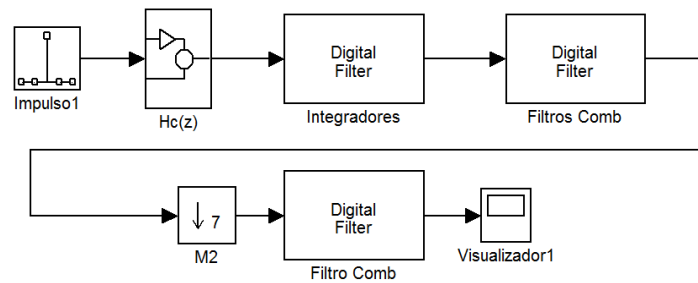 Digital
Filter
Digital
Filter
Impulso1
Hc(z)
Integradores
Filtros Comb
7
Digital
Filter
M2
Filtro Comb
Visualizador1